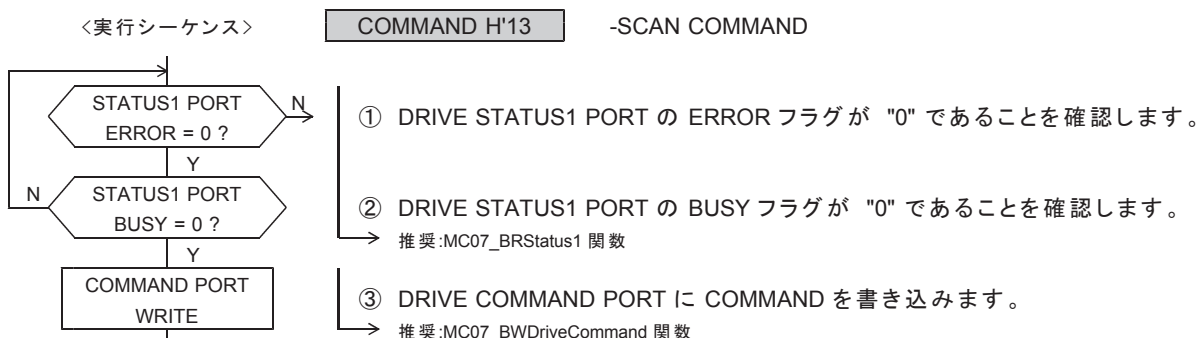 <実行シーケンス> COMMAND H'13 -SCAN COMMAND
STATUS1 PORT
ERROR = 0 ?
N
① DRIVE STATUS1 PORT の ERROR フラグが "0" であることを確認します。
Y
N
STATUS1 PORT
BUSY = 0 ?
② DRIVE STATUS1 PORT の BUSY フラグが "0" であることを確認します。
推奨:MC07_BRStatus1 関数
Y
COMMAND PORT
WRITE
③ DRIVE COMMAND PORT に COMMAND を書き込みます。
推奨:MC07_BWDriveCommand 関数